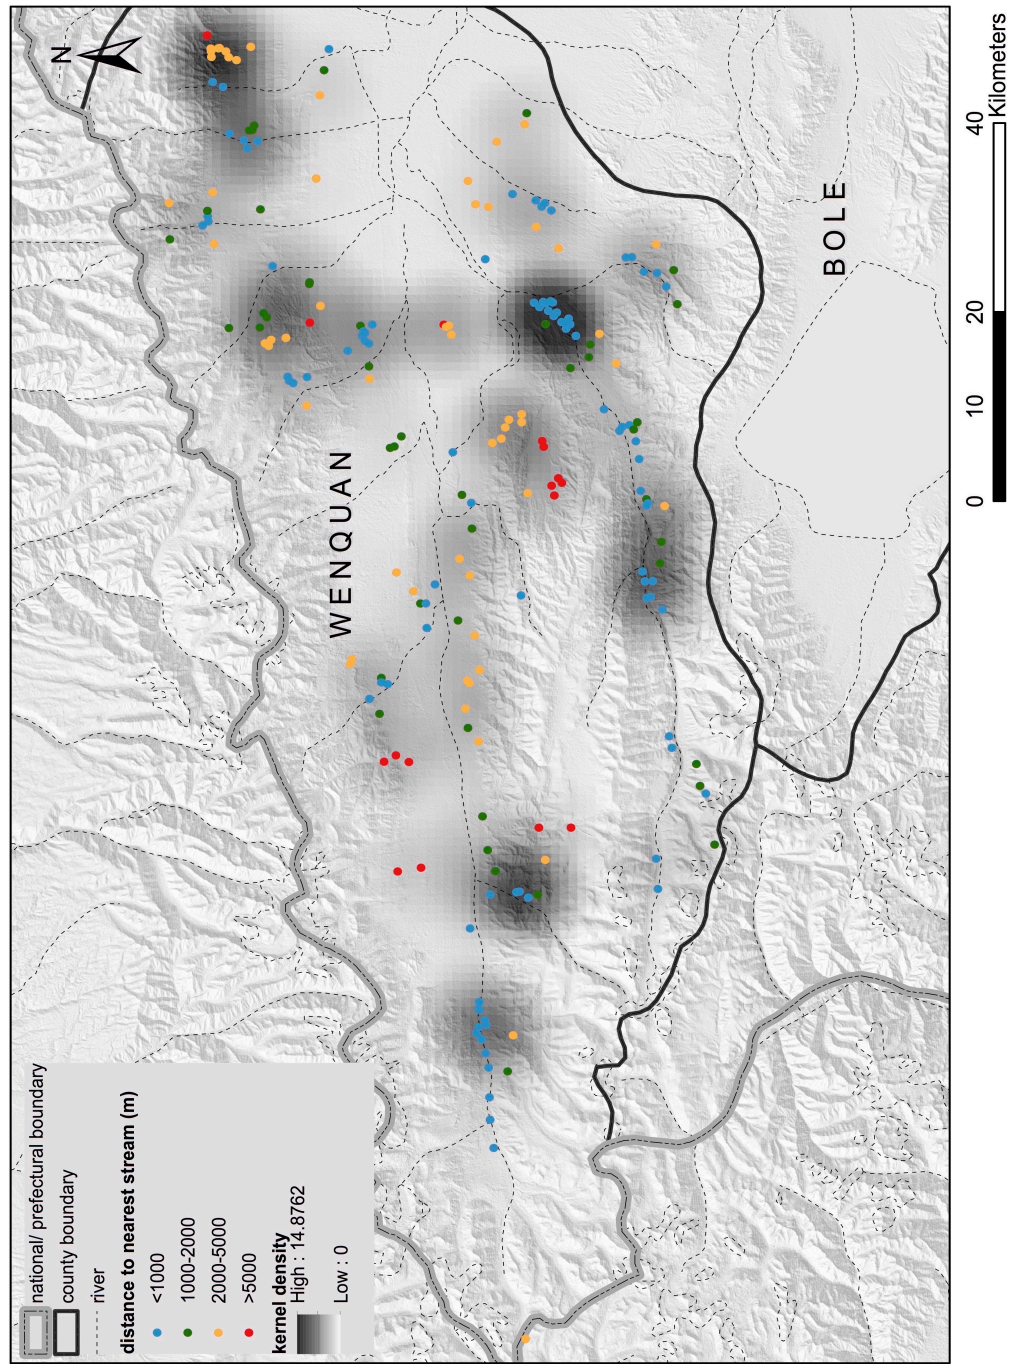 N
WENQUAN
BOLE
national/ prefectural boundary
county boundary
river
distance to nearest stream (m)
<1000
1000-2000
2000-5000
>5000
kernel density
High : 14.8762
Low : 0
0 10 20 40
Kilometers